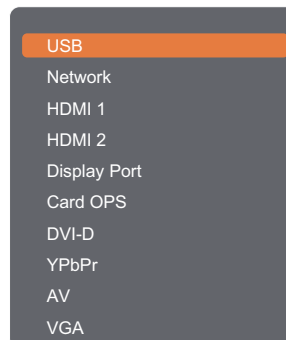 USB
Network
HDMI 1
HDMI 2
Display Port
Card OPS
DVI-D
YPbPr
AV
VGA